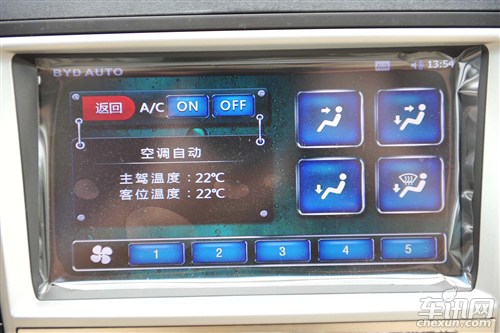 BYD AUTO
13:54
返回 A/C ON OFF
空调自动
主驾温度：22℃
客位温度：22℃
1 2 3 4 5
车讯网
chexun.com